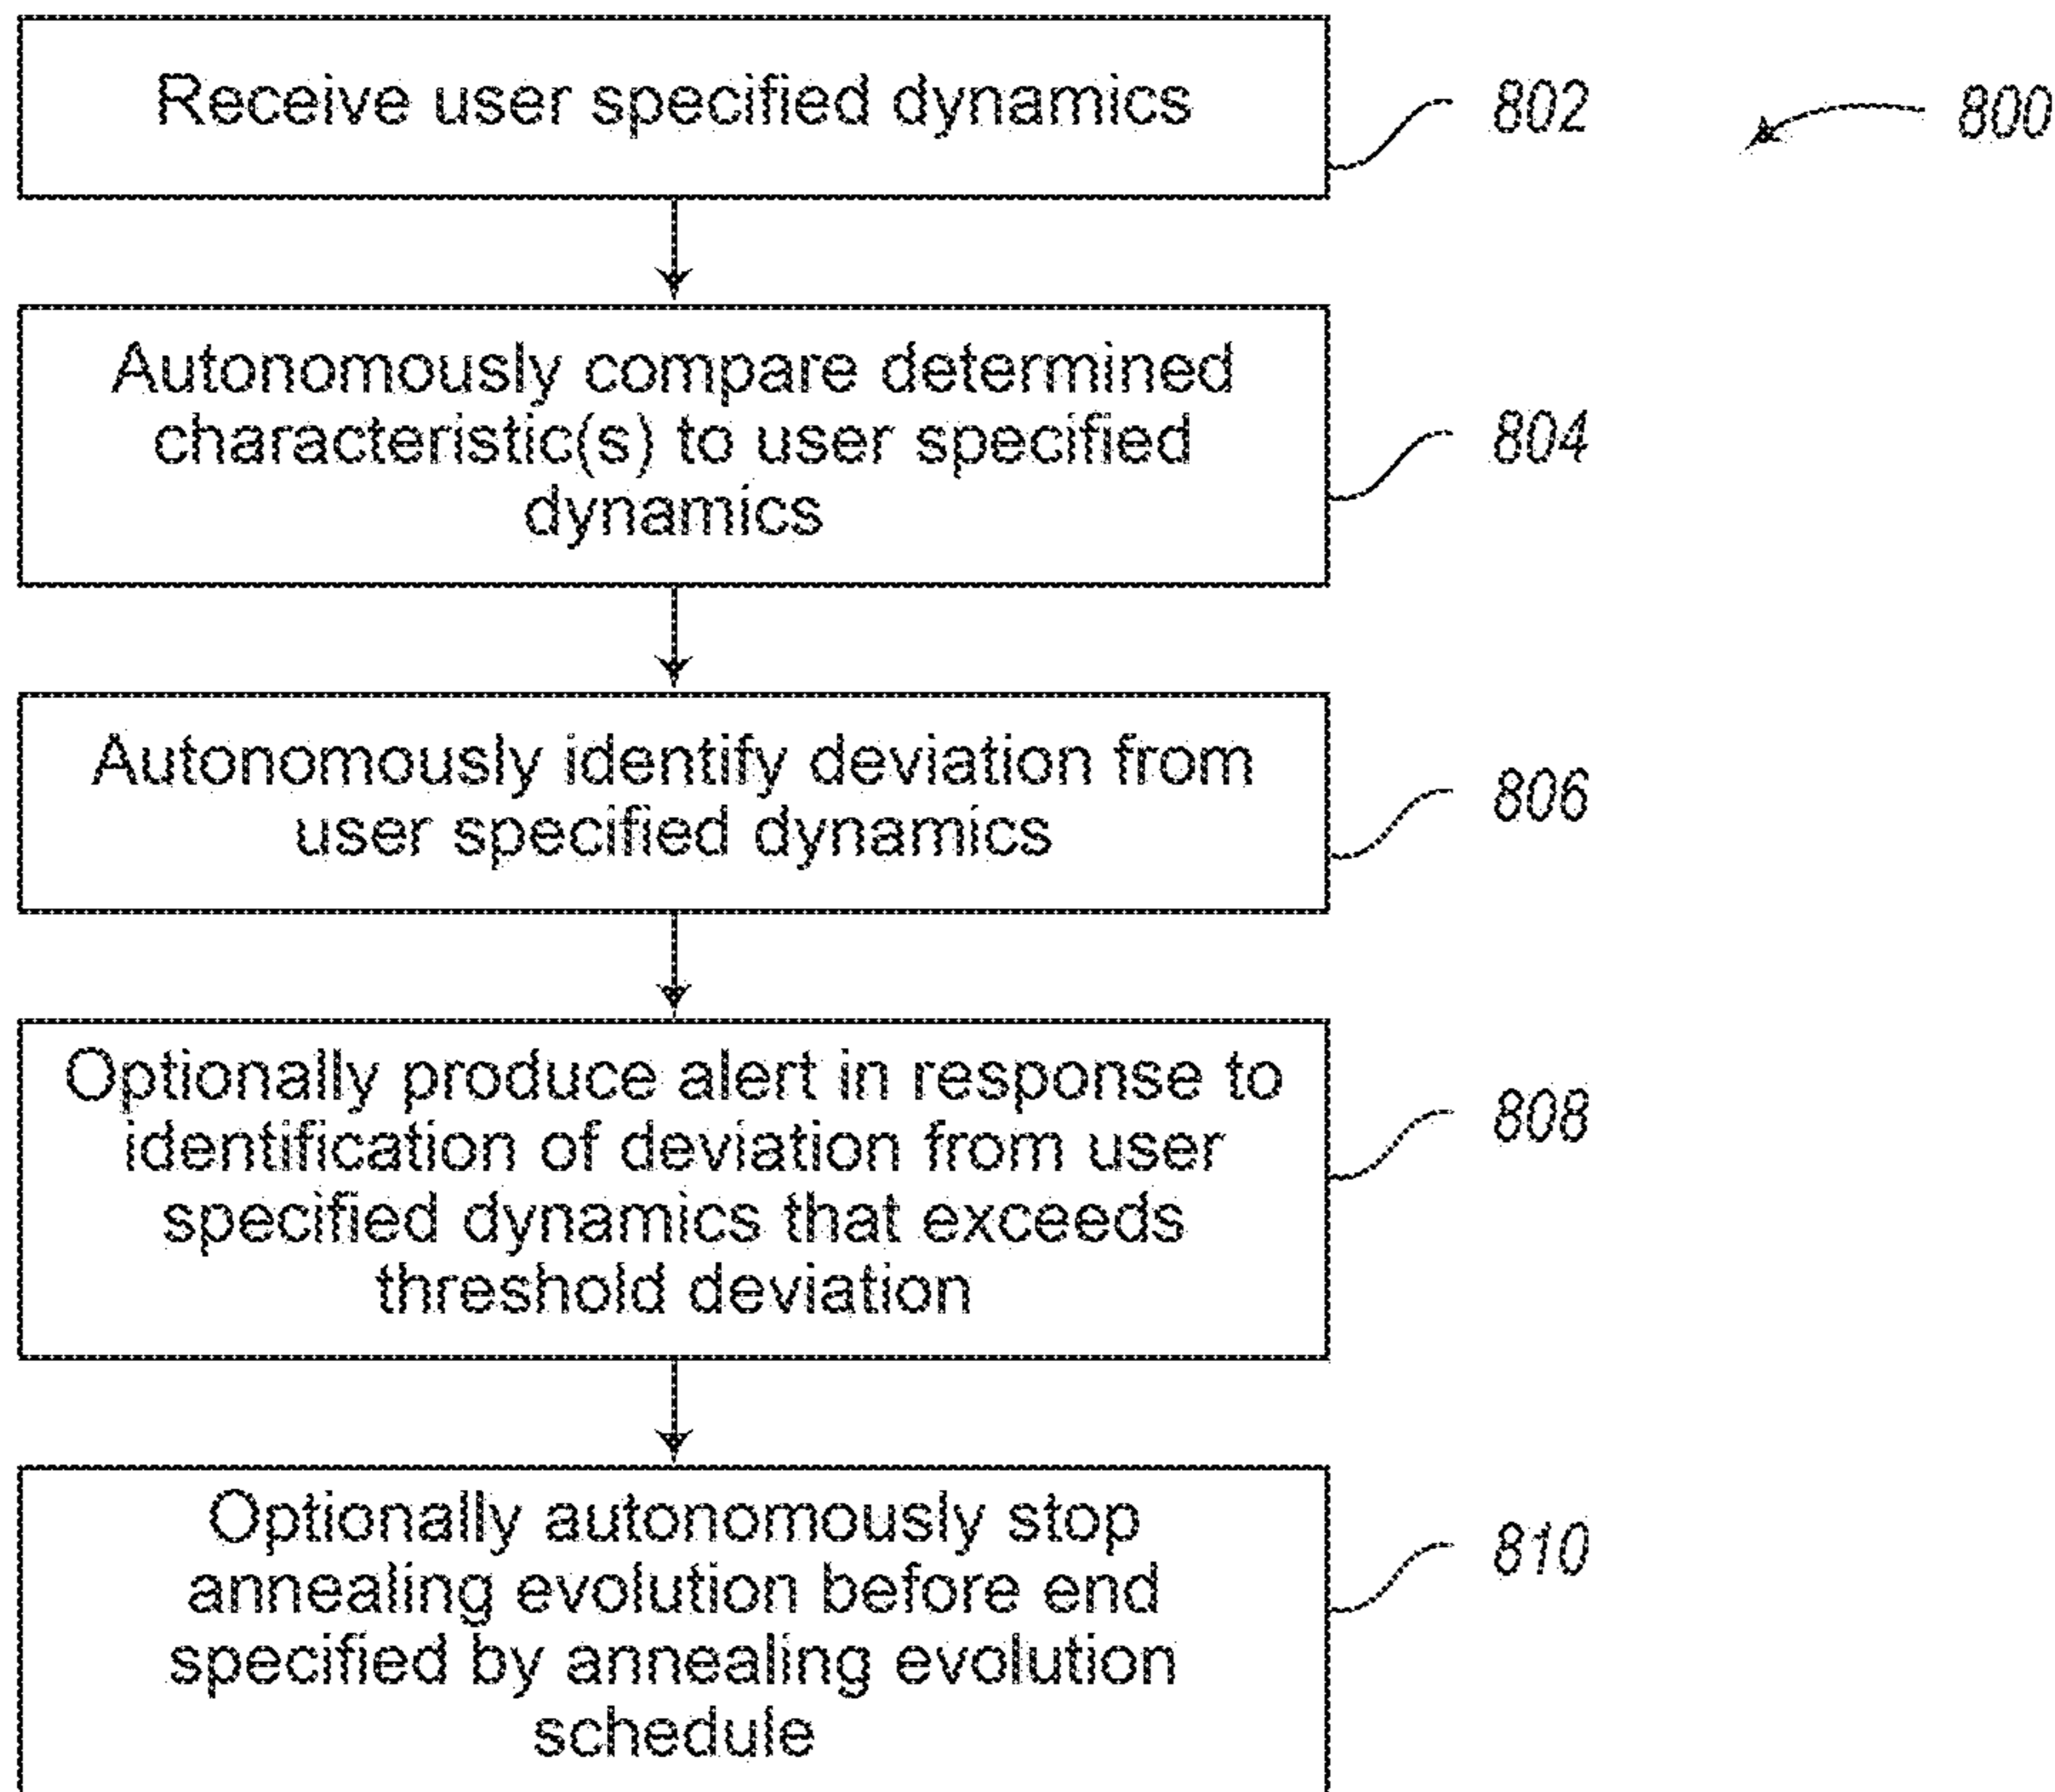 Receive user specified dynamics
802
800
Autonomously compare determined
characteristic(s) to user specified
dynamics
804
Autonomously identify deviation from
user specified dynamics
806
Optionally produce alert in response to
identification of deviation from user
specified dynamics that exceeds
threshold deviation
808
Optionally autonomously stop
annealing evolution before end
specified by annealing evolution
schedule
810